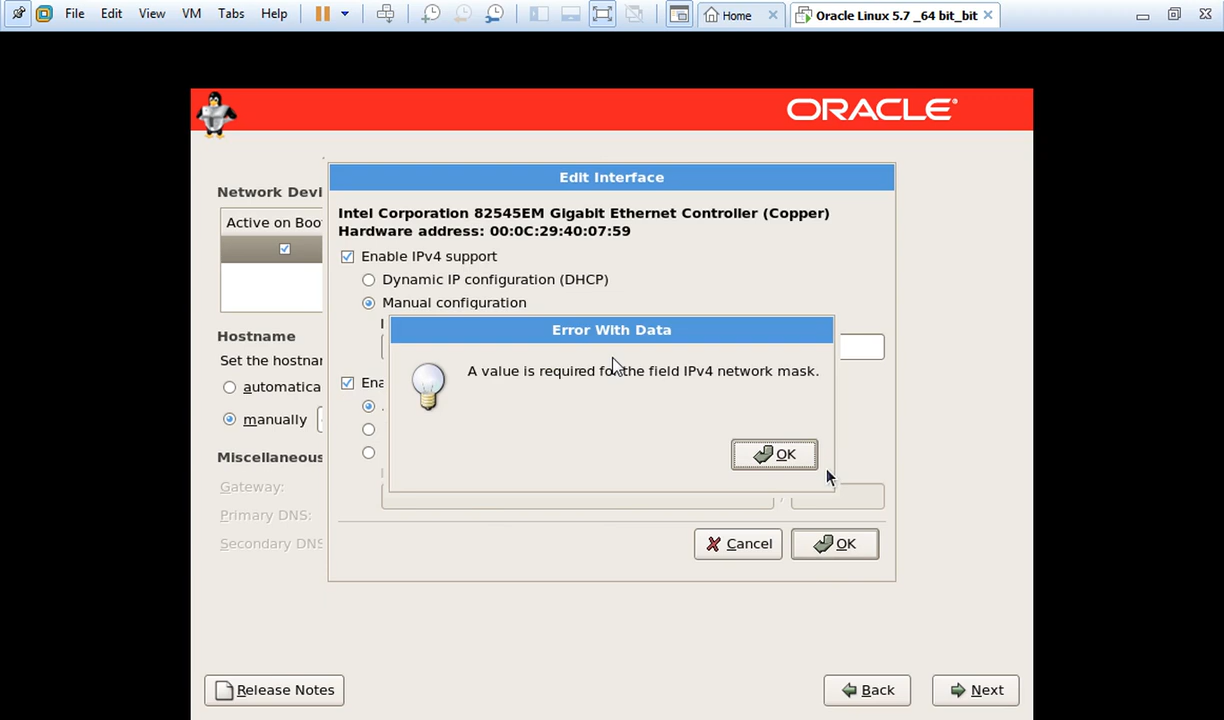 File Edit View VM Tabs Help Home Oracle Linux 5.7 _64 bit_bit
ORACLE
Edit Interface
Network Devi
Intel Corporation 82545EM Gigabit Ethernet Controller (Copper)
Active on Boo
Hardware address: 00:0C:29:40:07:59
Enable IPv4 support
Dynamic IP configuration (DHCP)
Manual configuration
Error With Data
A value is required for the field IPv4 network mask.
Hostname
Set the hostnar
Ena
automatica
manually
OK
Miscellaneous
Gateway:
Primary DNS:
Secondary DNS
Cancel OK
Release Notes Back Next